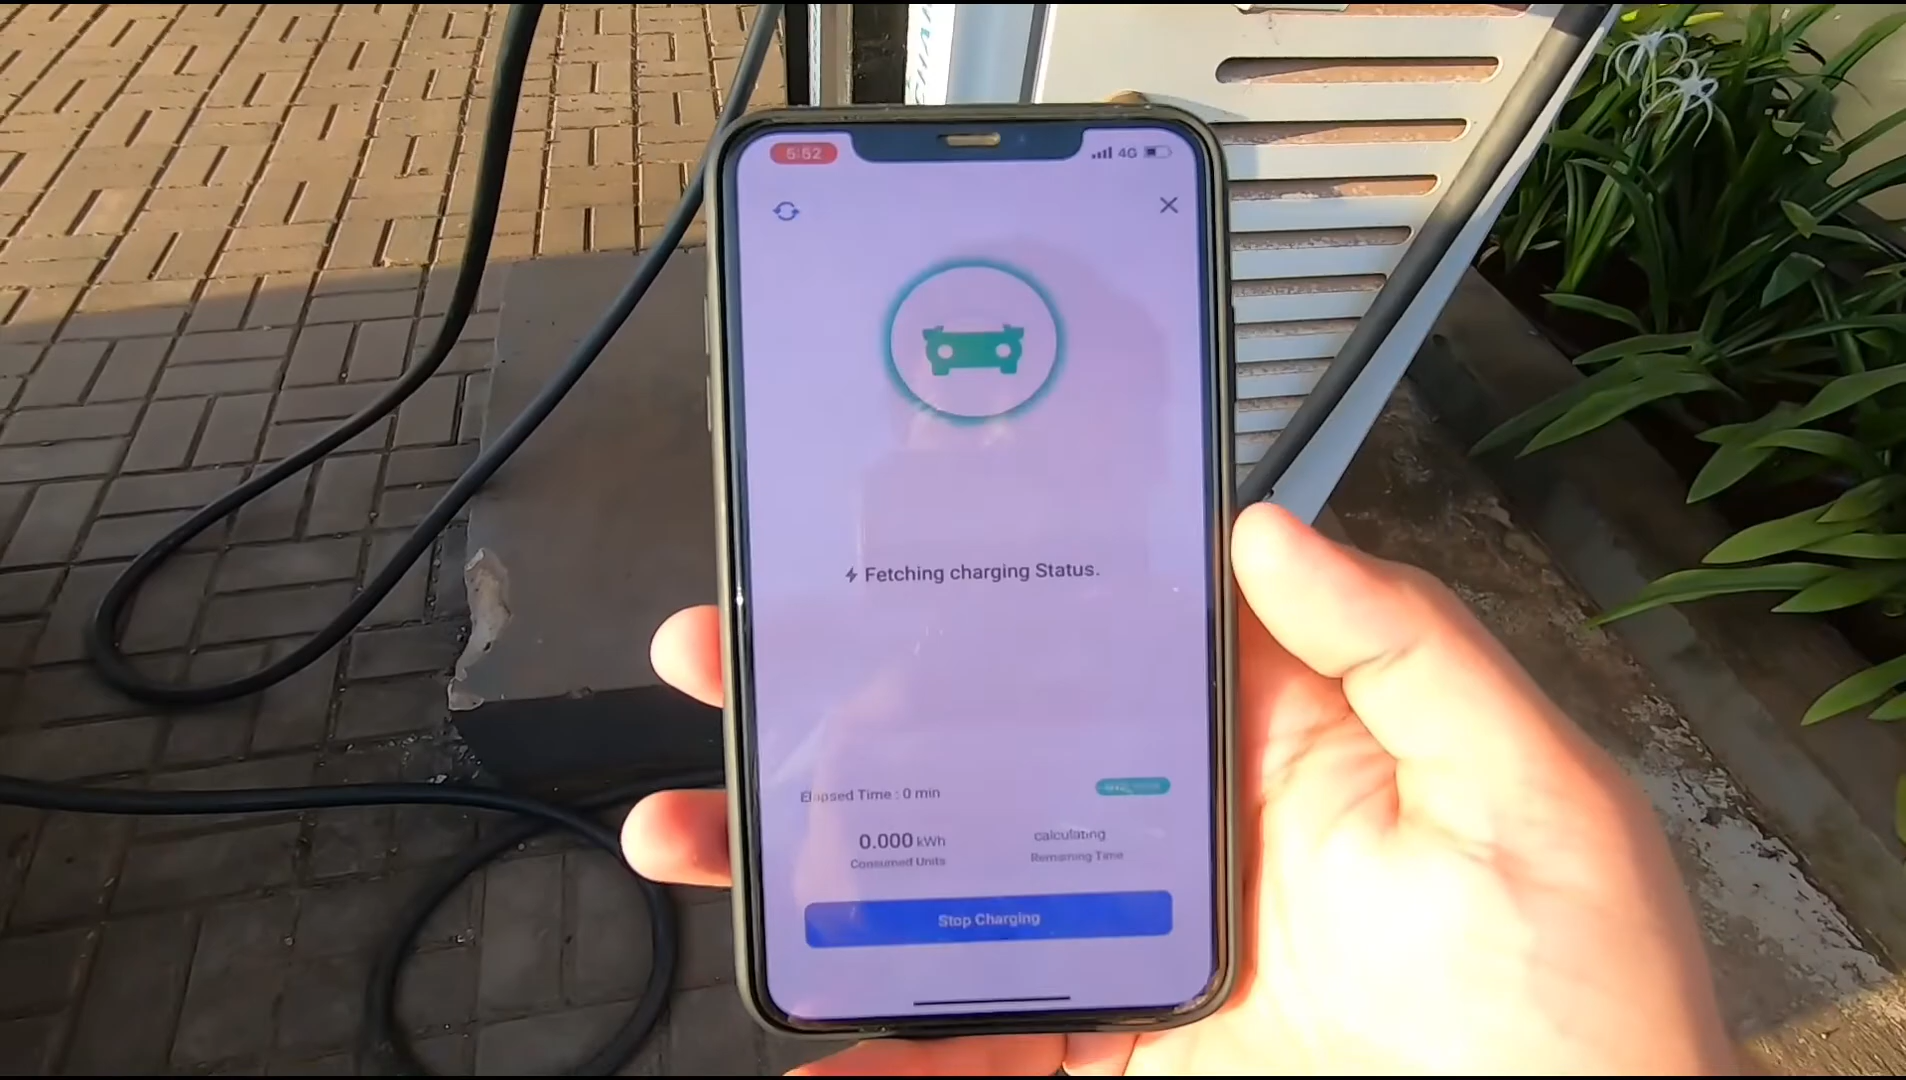 5:52
4G
Fetching charging Status.
Elapsed Time : 0 min
0.000 kWh
Consumed Units
calculating
Remaining Time
Stop Charging